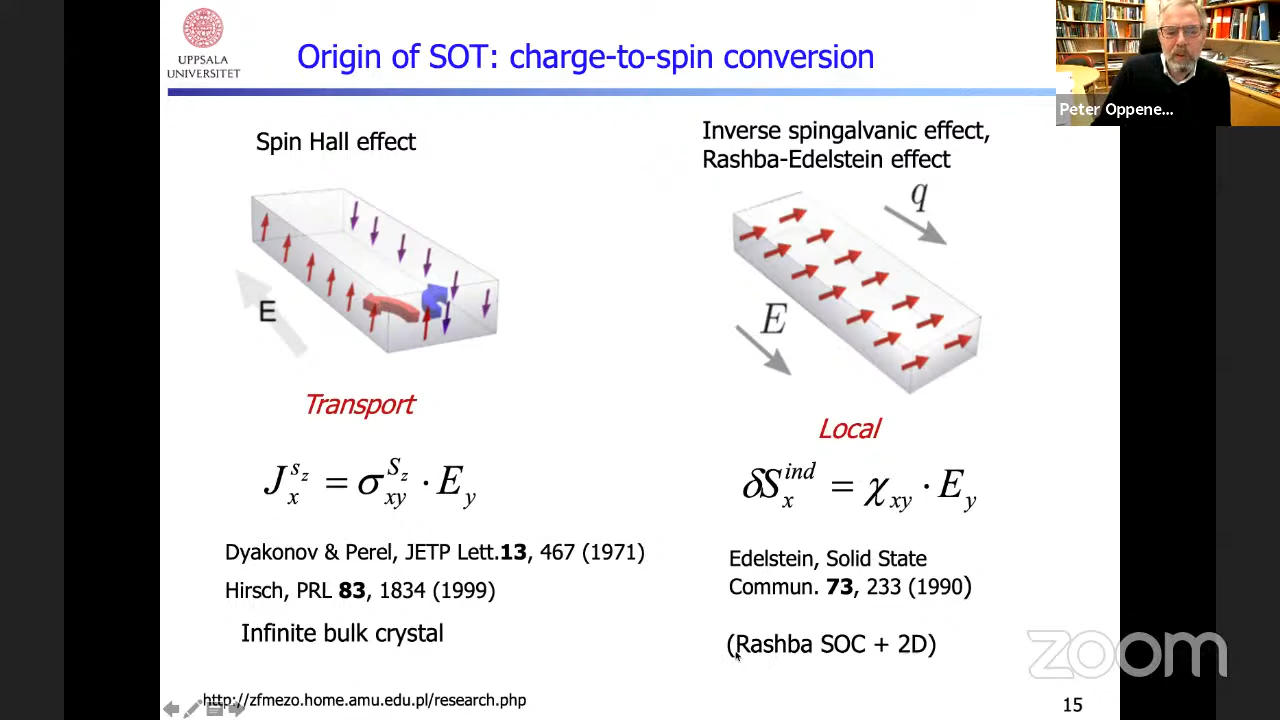 UPPSALA
UNIVERSITET
Origin of SOT: charge-to-spin conversion
Peter Oppene...
Spin Hall effect
E
Transport
J_x^{s_z} = σ_{xy}^{S_z} · E_y
Dyakonov & Perel, JETP Lett.13, 467 (1971)
Hirsch, PRL 83, 1834 (1999)
Infinite bulk crystal
Inverse spingalvanic effect,
Rashba-Edelstein effect
q
E
Local
δS_x^{ind} = χ_{xy} · E_y
Edelstein, Solid State
Commun. 73, 233 (1990)
(Rashba SOC + 2D)
zoom
http://zfmezo.home.amu.edu.pl/research.php
15